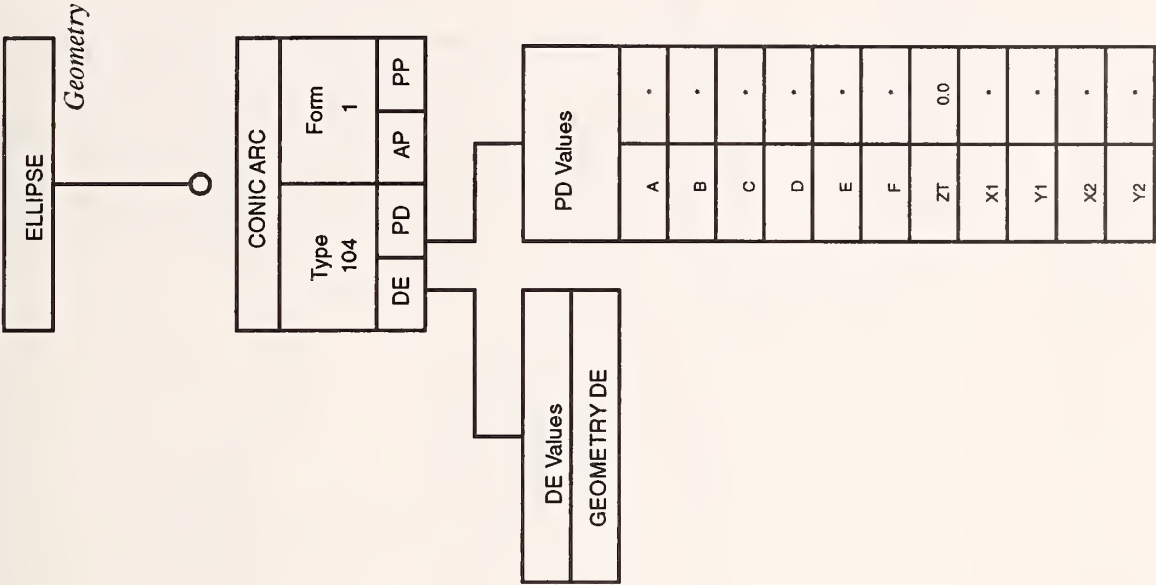 ELLIPSE
Geometry
CONIC ARC
Type Form
104 1
DE PD AP PP
DE Values
GEOMETRY DE
PD Values
A *
B *
C *
D *
E *
F *
ZT 0.0
X1 *
Y1 *
X2 *
Y2 *